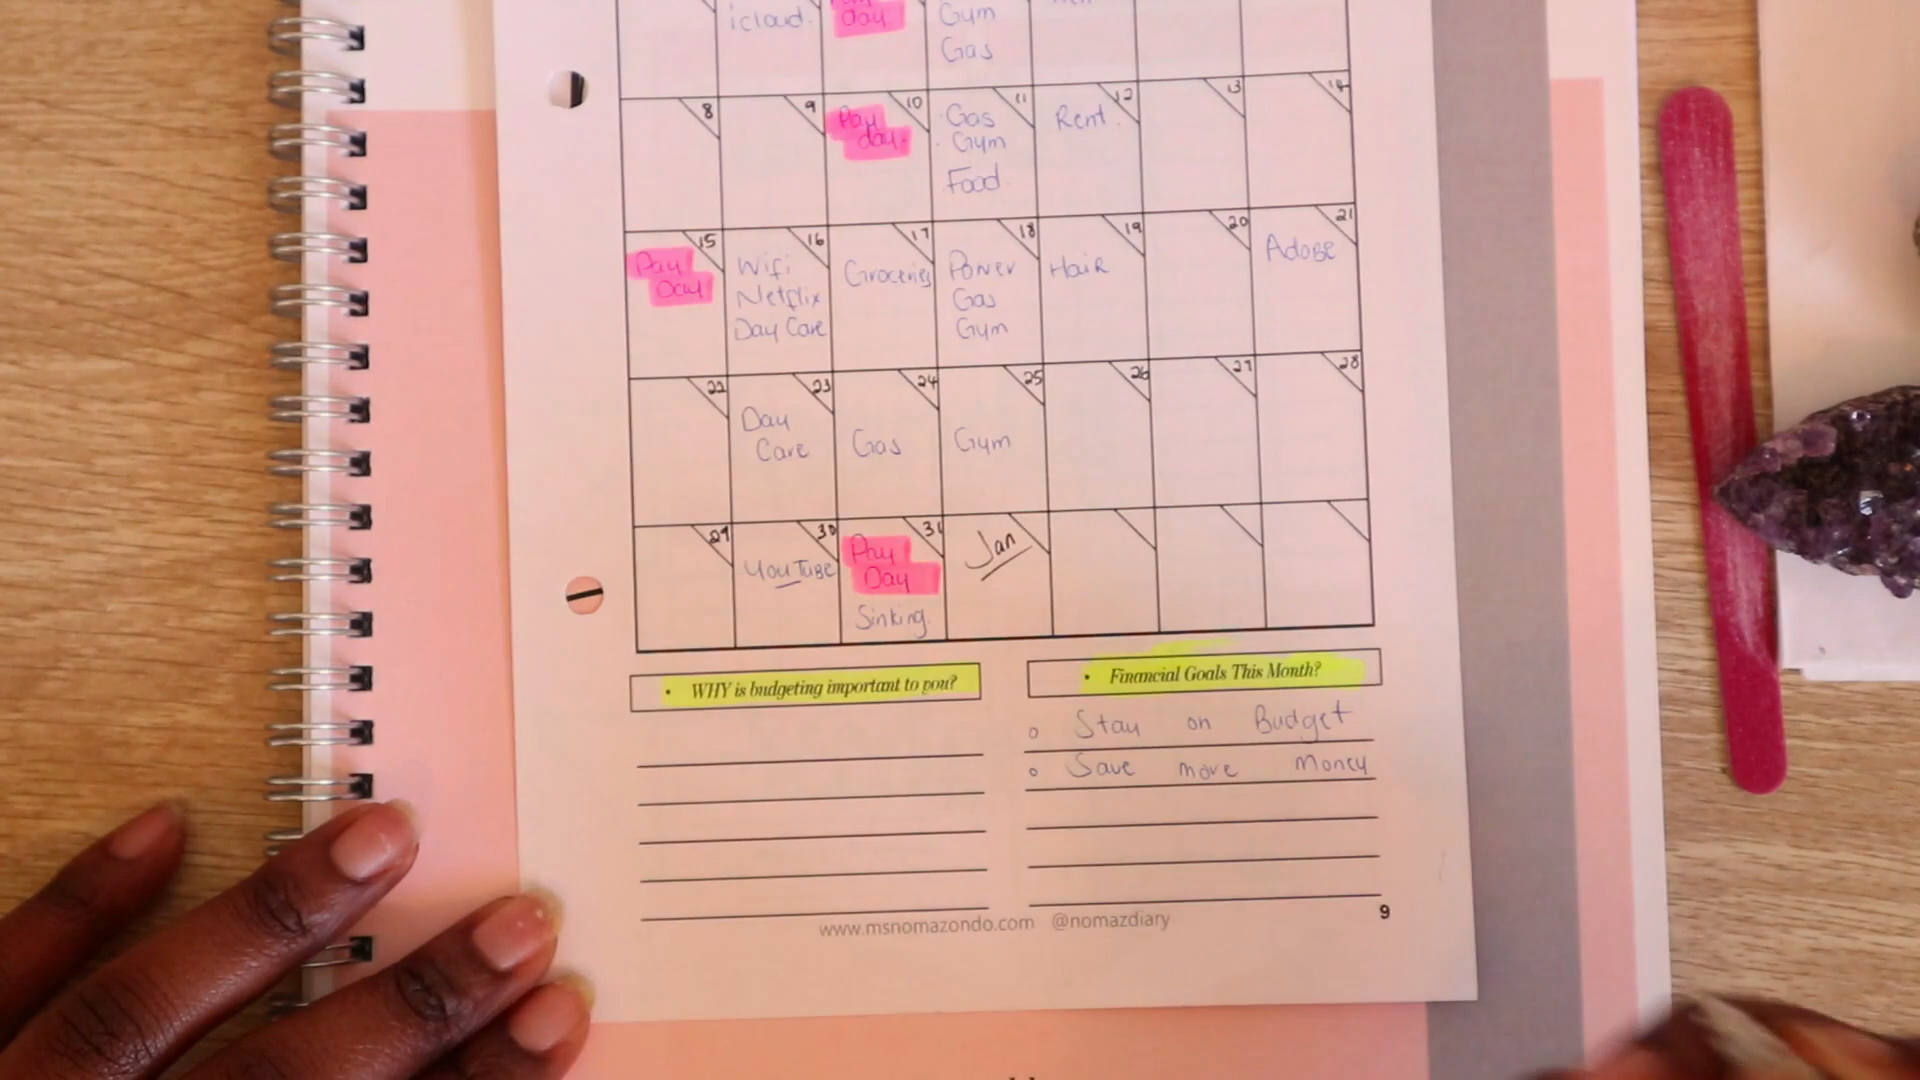 icloud.
day
Gym
Gas
8
9
10
Pay
day.
11
Gas
Gym
Food
12
Rent.
13
14
15
Pay
Day
16
Wifi
Netflix
Day Care
17
Groceries
18
Power
Gas
Gym
19
Hair
20
21
Adobe
22
23
Day
Care
24
Gas
25
Gym
26
27
28
29
30
YouTube
31
Pay
Day
Sinking.
Jan
• WHY is budgeting important to you?
• Financial Goals This Month?
o Stay on Budget
o Save more money
www.msnomazondo.com @nomazdiary
9